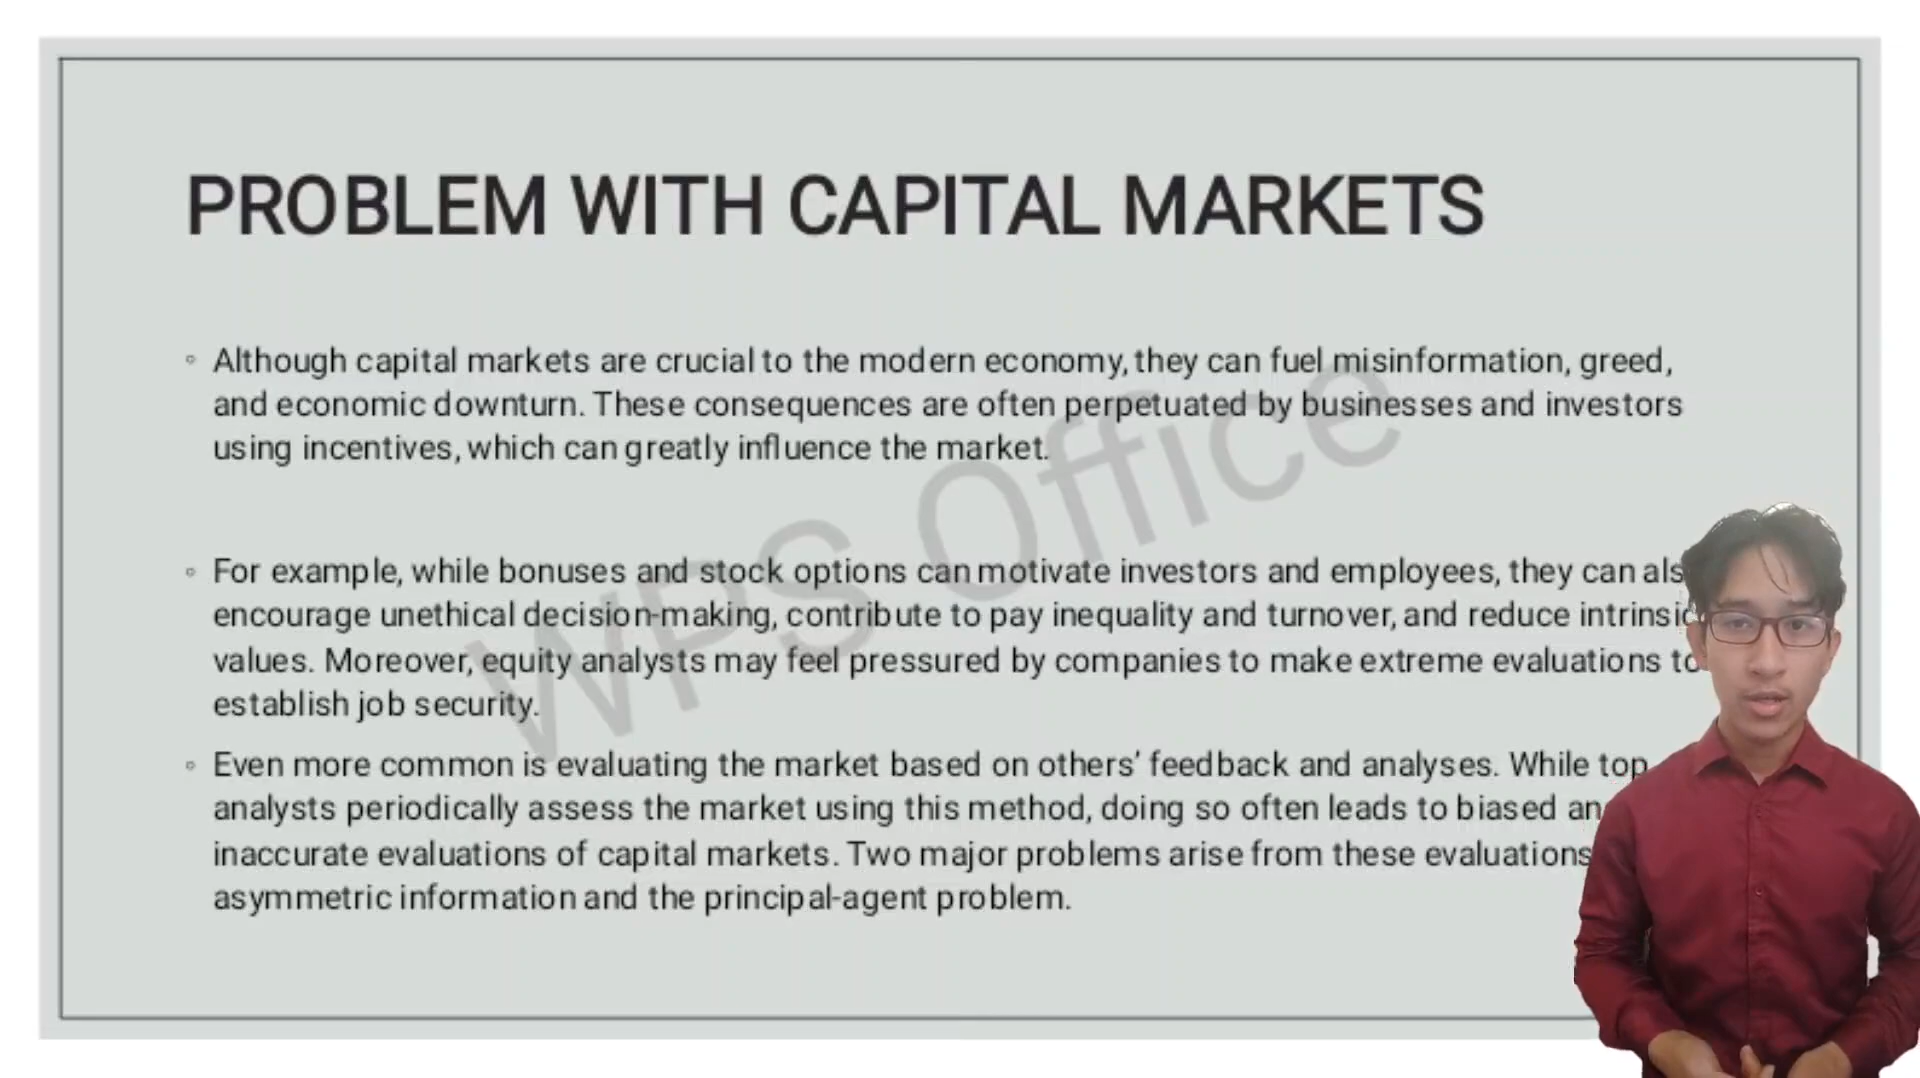 PROBLEM WITH CAPITAL MARKETS
Although capital markets are crucial to the modern economy, they can fuel misinformation, greed,
and economic downturn. These consequences are often perpetuated by businesses and investors
using incentives, which can greatly influence the market.
For example, while bonuses and stock options can motivate investors and employees, they can als
encourage unethical decision-making, contribute to pay inequality and turnover, and reduce intrinsic
values. Moreover, equity analysts may feel pressured by companies to make extreme evaluations to
establish job security.
Even more common is evaluating the market based on others’ feedback and analyses. While top
analysts periodically assess the market using this method, doing so often leads to biased an
inaccurate evaluations of capital markets. Two major problems arise from these evaluations
asymmetric information and the principal-agent problem.
WPS Office